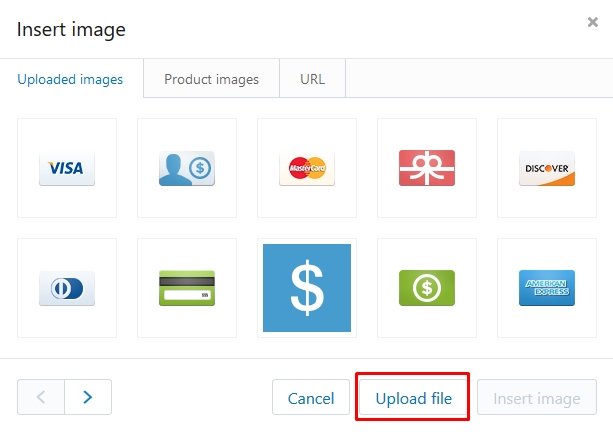 Insert image
Uploaded images
Product images
URL
VISA
$
MasterCard
DISCOVER
$
$
AMERICAN
EXPRESS
Cancel
Upload file
Insert image